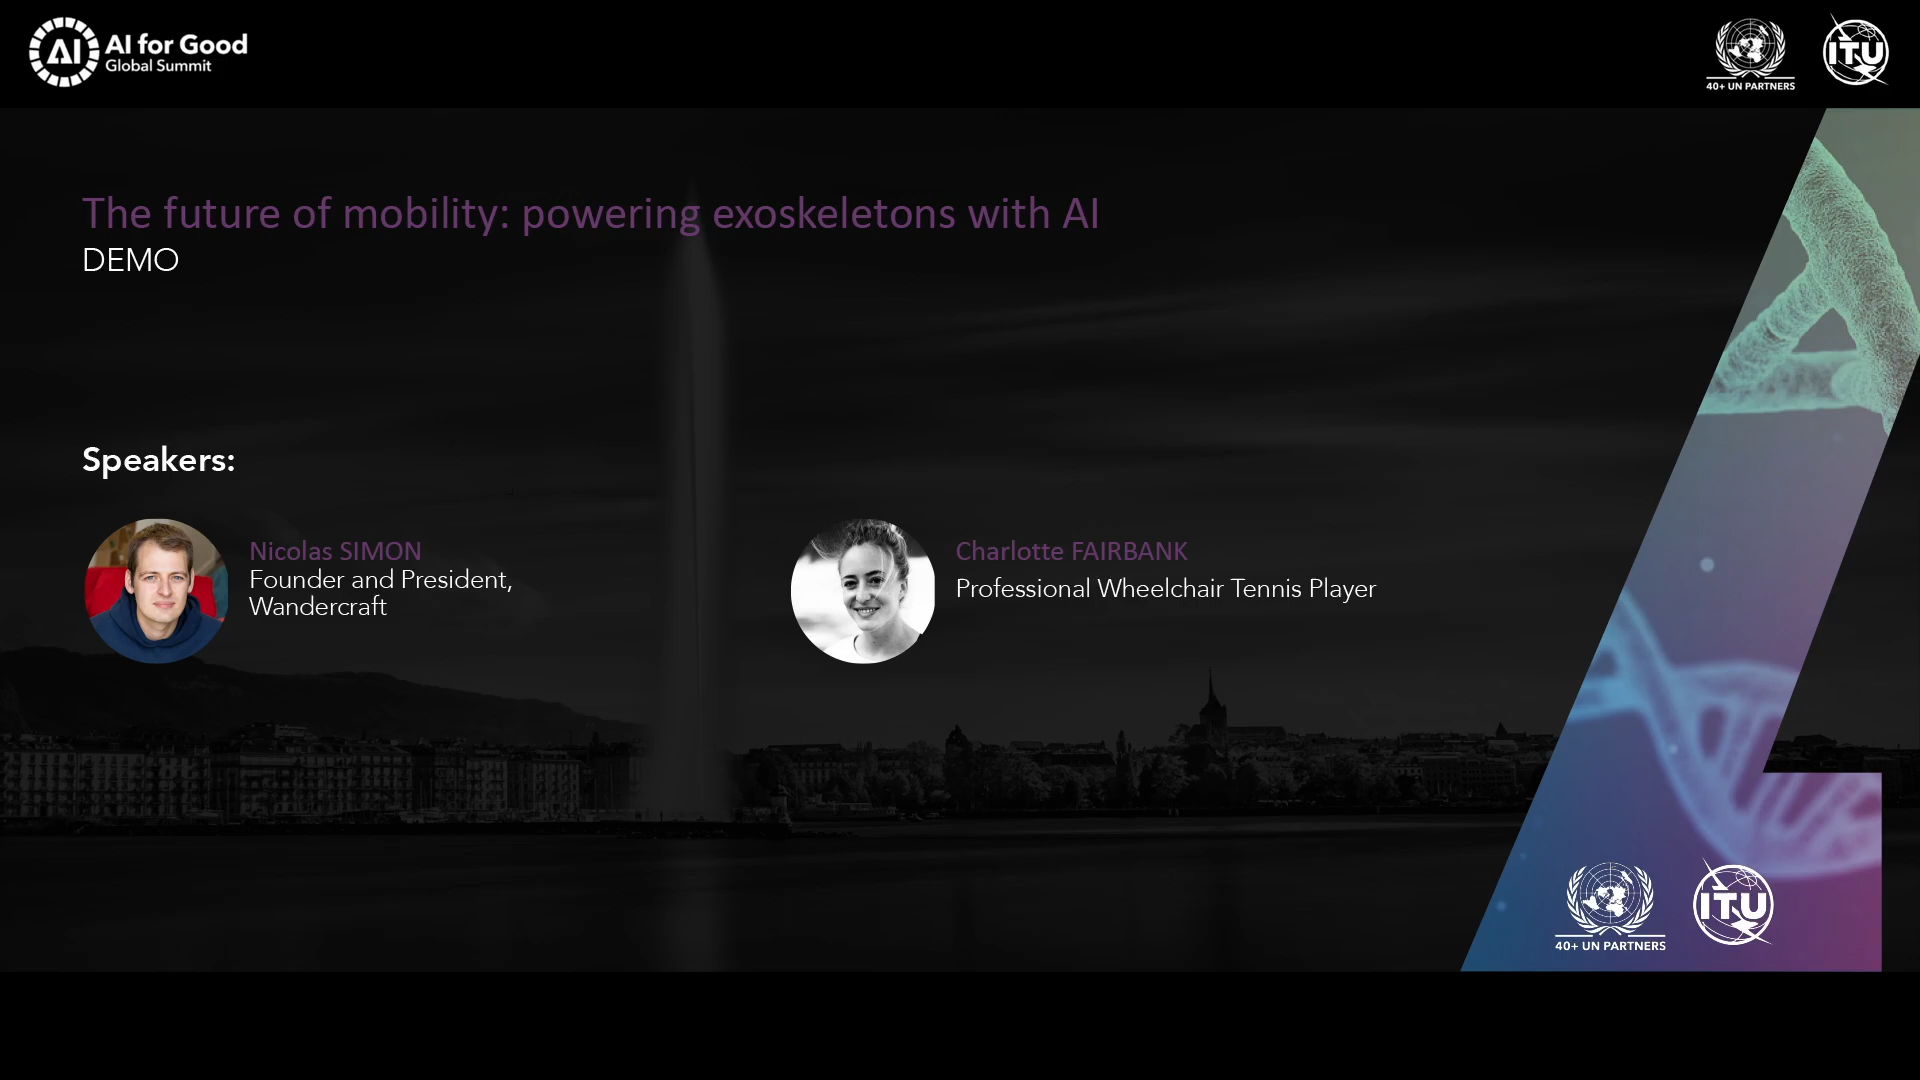 AI
AI for Good
Global Summit
40+ UN PARTNERS
ITU
The future of mobility: powering exoskeletons with AI
DEMO
Speakers:
Nicolas SIMON
Founder and President,
Wandercraft
Charlotte FAIRBANK
Professional Wheelchair Tennis Player
40+ UN PARTNERS
ITU